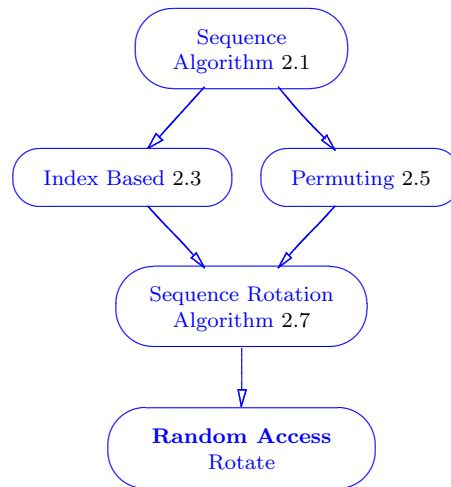 Sequence
Algorithm 2.1
Index Based 2.3
Permuting 2.5
Sequence Rotation
Algorithm 2.7
Random Access
Rotate